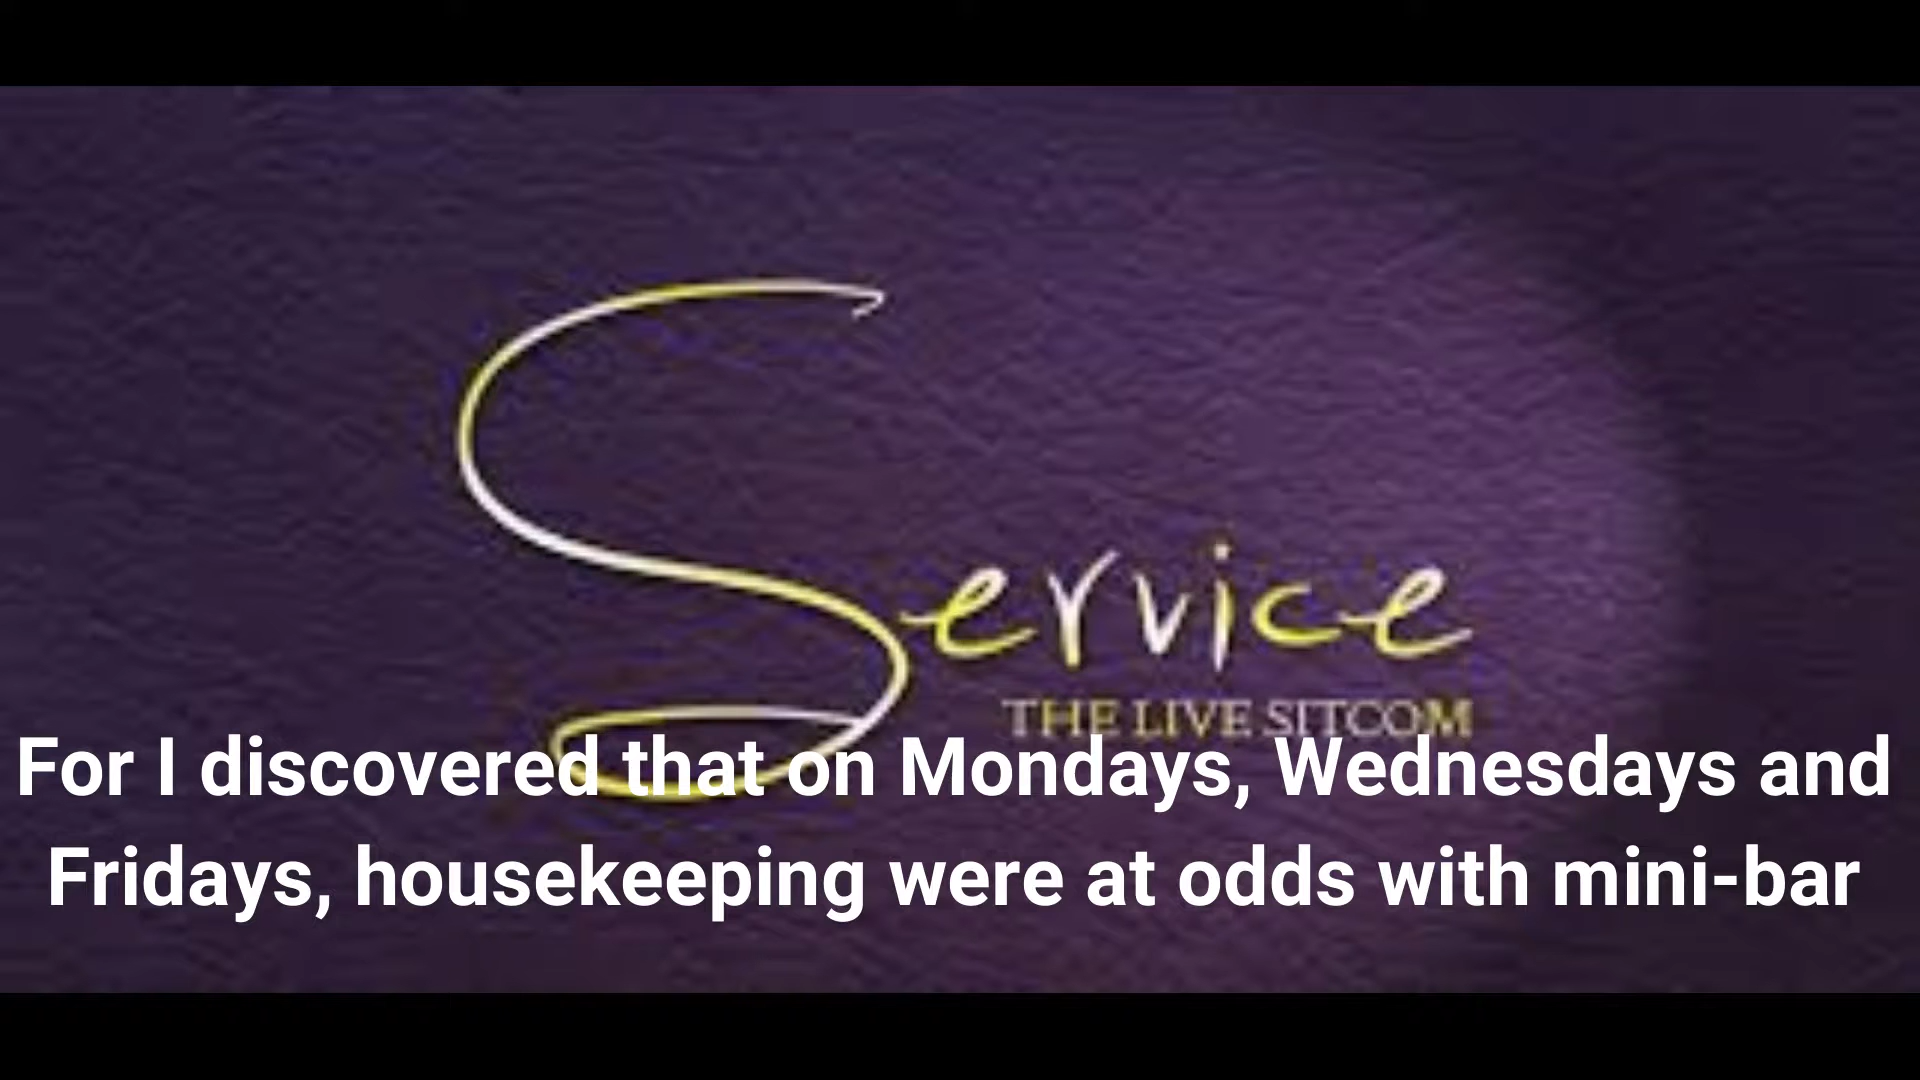 Service
THE LIVE SITCOM
For I discovered that on Mondays, Wednesdays and
Fridays, housekeeping were at odds with mini-bar